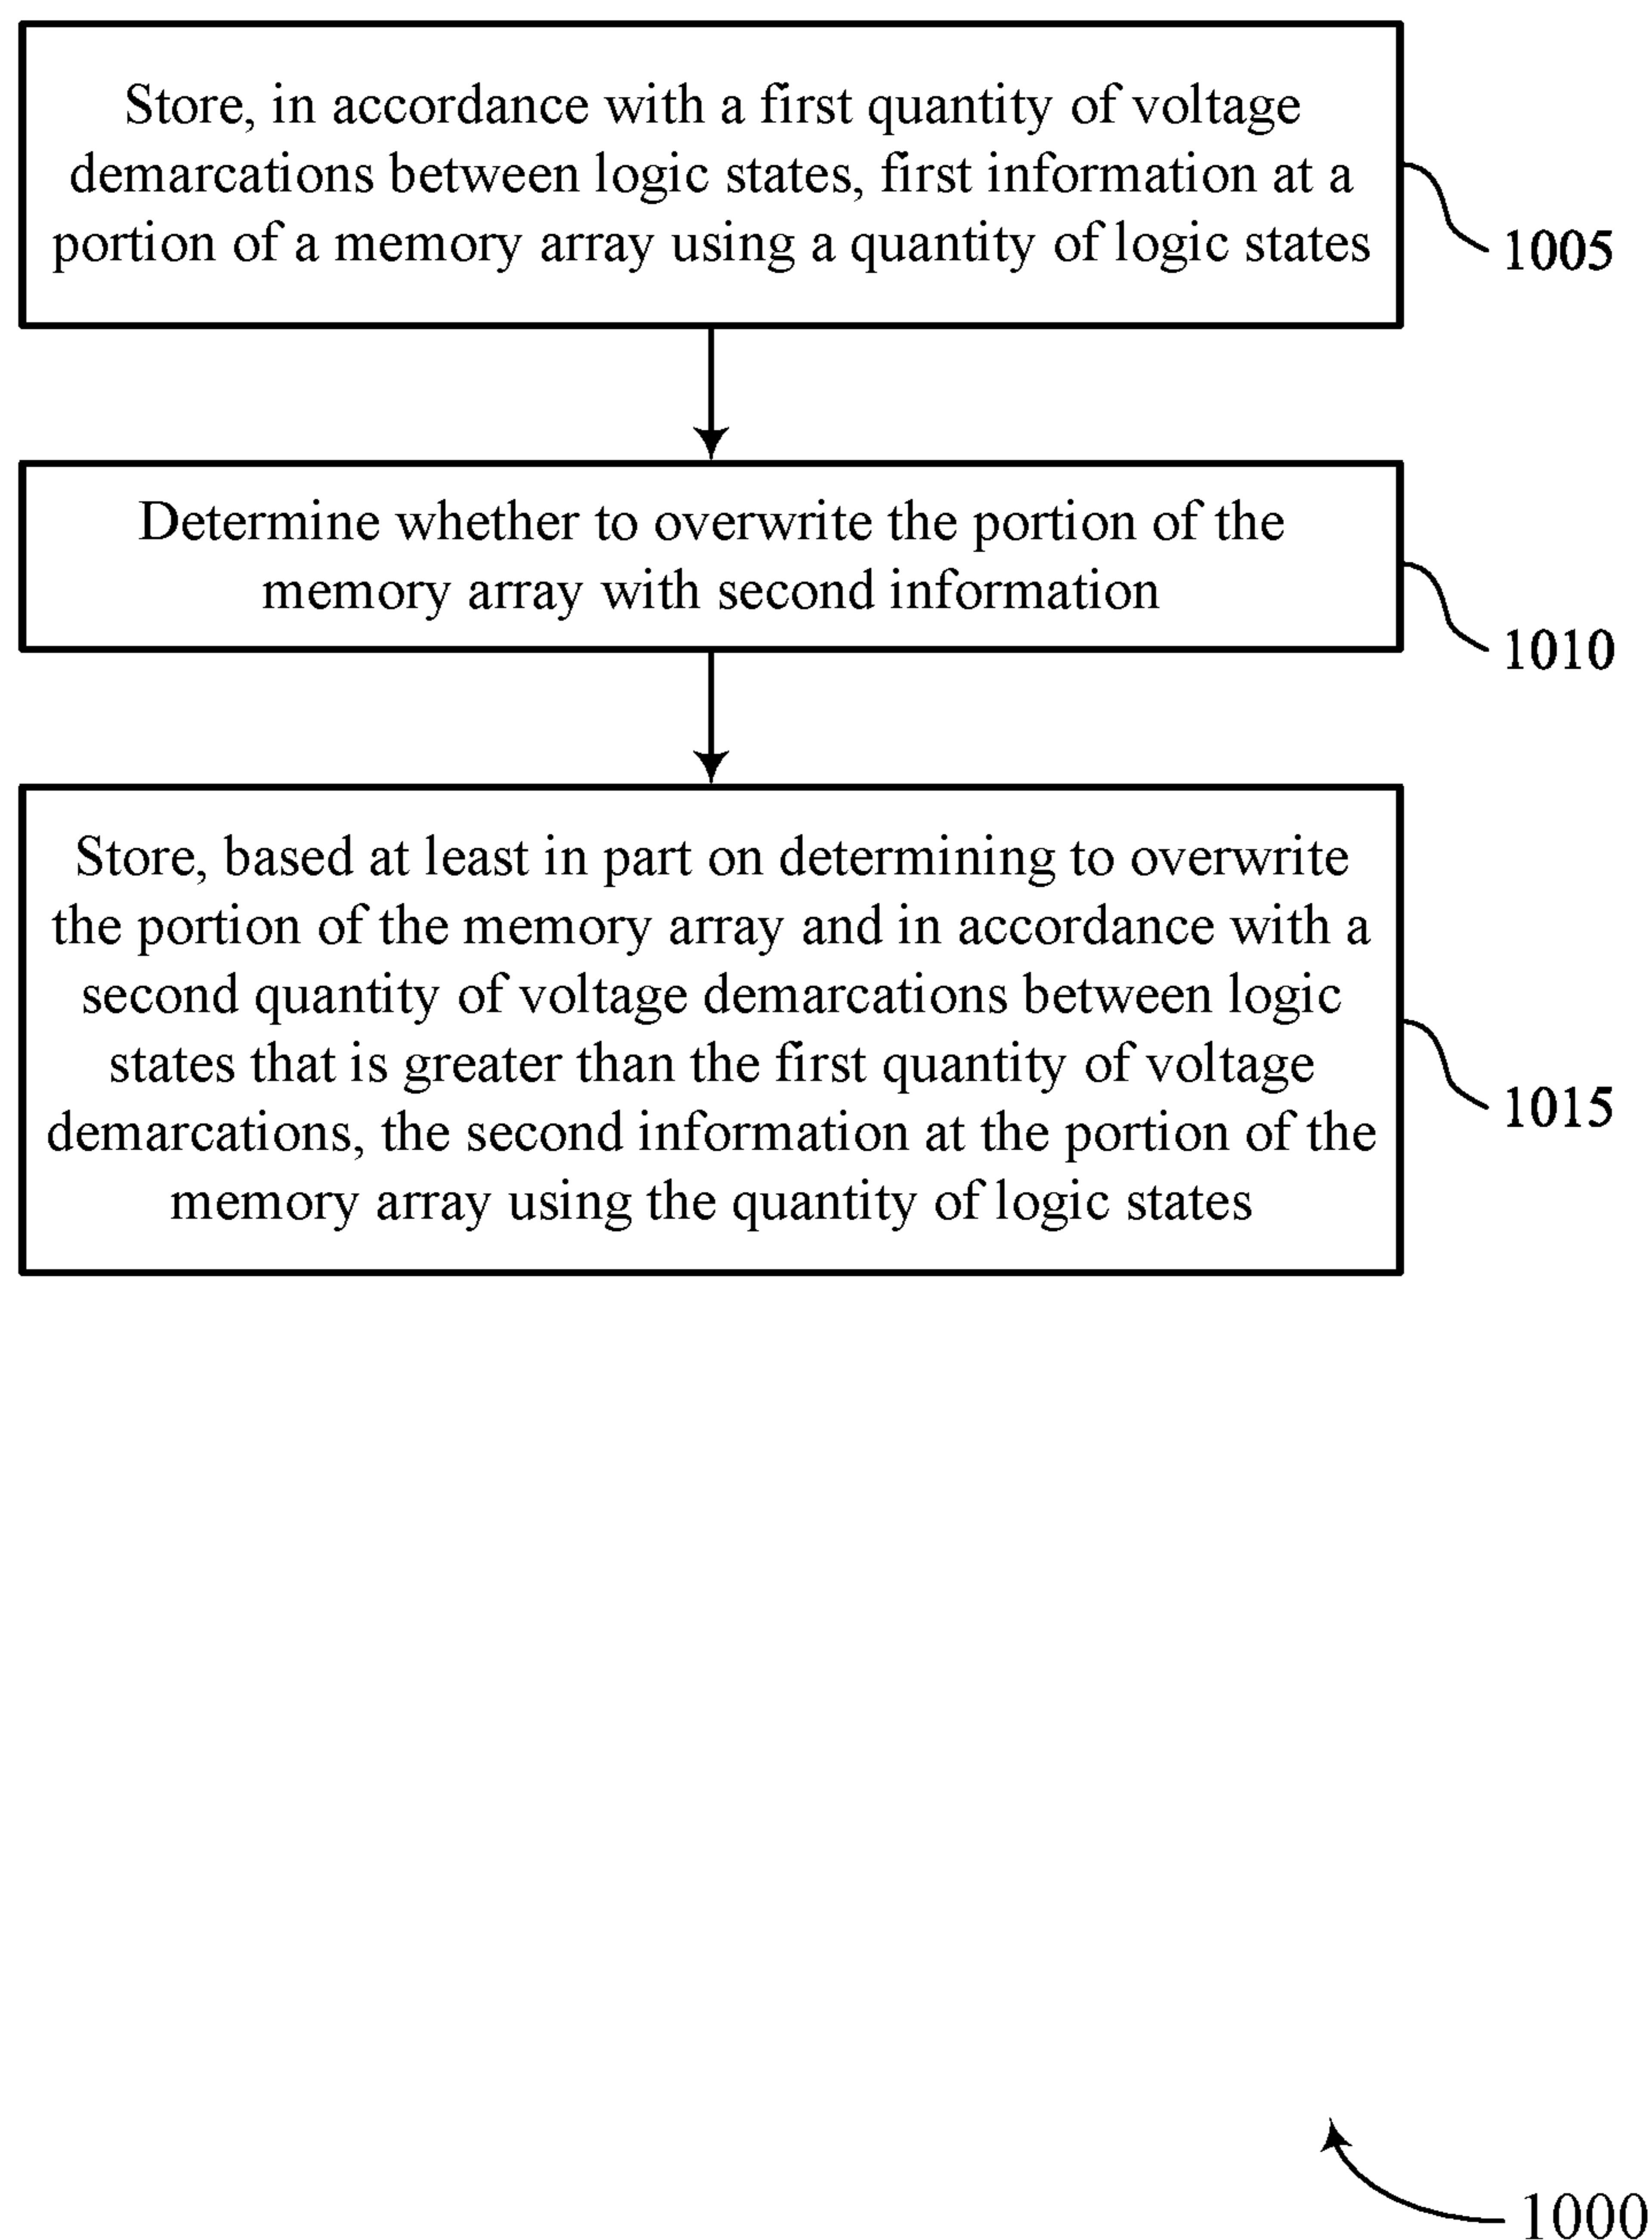 Store, in accordance with a first quantity of voltage
demarcations between logic states, first information at a
portion of a memory array using a quantity of logic states
1005
Determine whether to overwrite the portion of the
memory array with second information
1010
Store, based at least in part on determining to overwrite
the portion of the memory array and in accordance with a
second quantity of voltage demarcations between logic
states that is greater than the first quantity of voltage
demarcations, the second information at the portion of the
memory array using the quantity of logic states
1015
1000